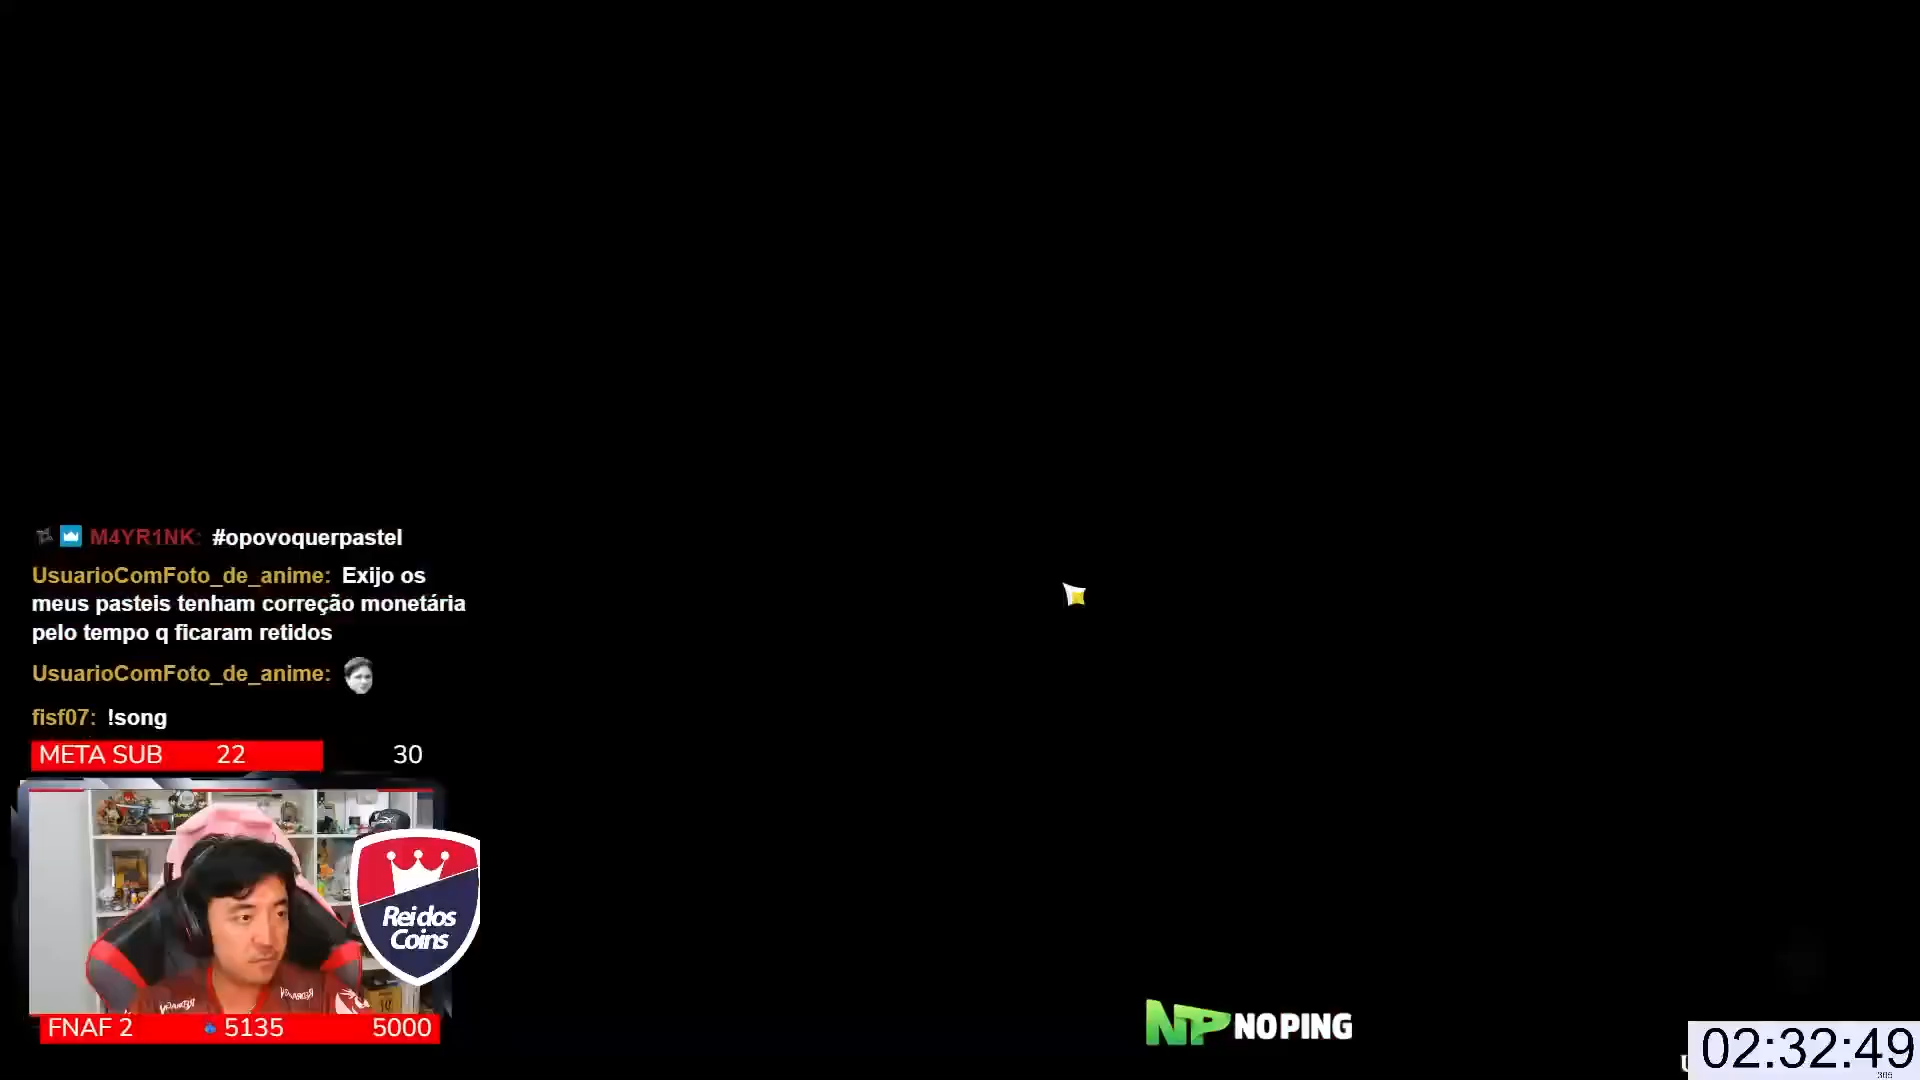 M4YR1NK: #opovoquerpastel
UsuarioComFoto_de_anime: Exijo os
meus pasteis tenham correção monetária
pelo tempo q ficaram retidos
UsuarioComFoto_de_anime:
fisf07: !song
META SUB 22 30
Rei dos
Coins
FNAF 2 5135 5000
NP NOPING
02:32:49